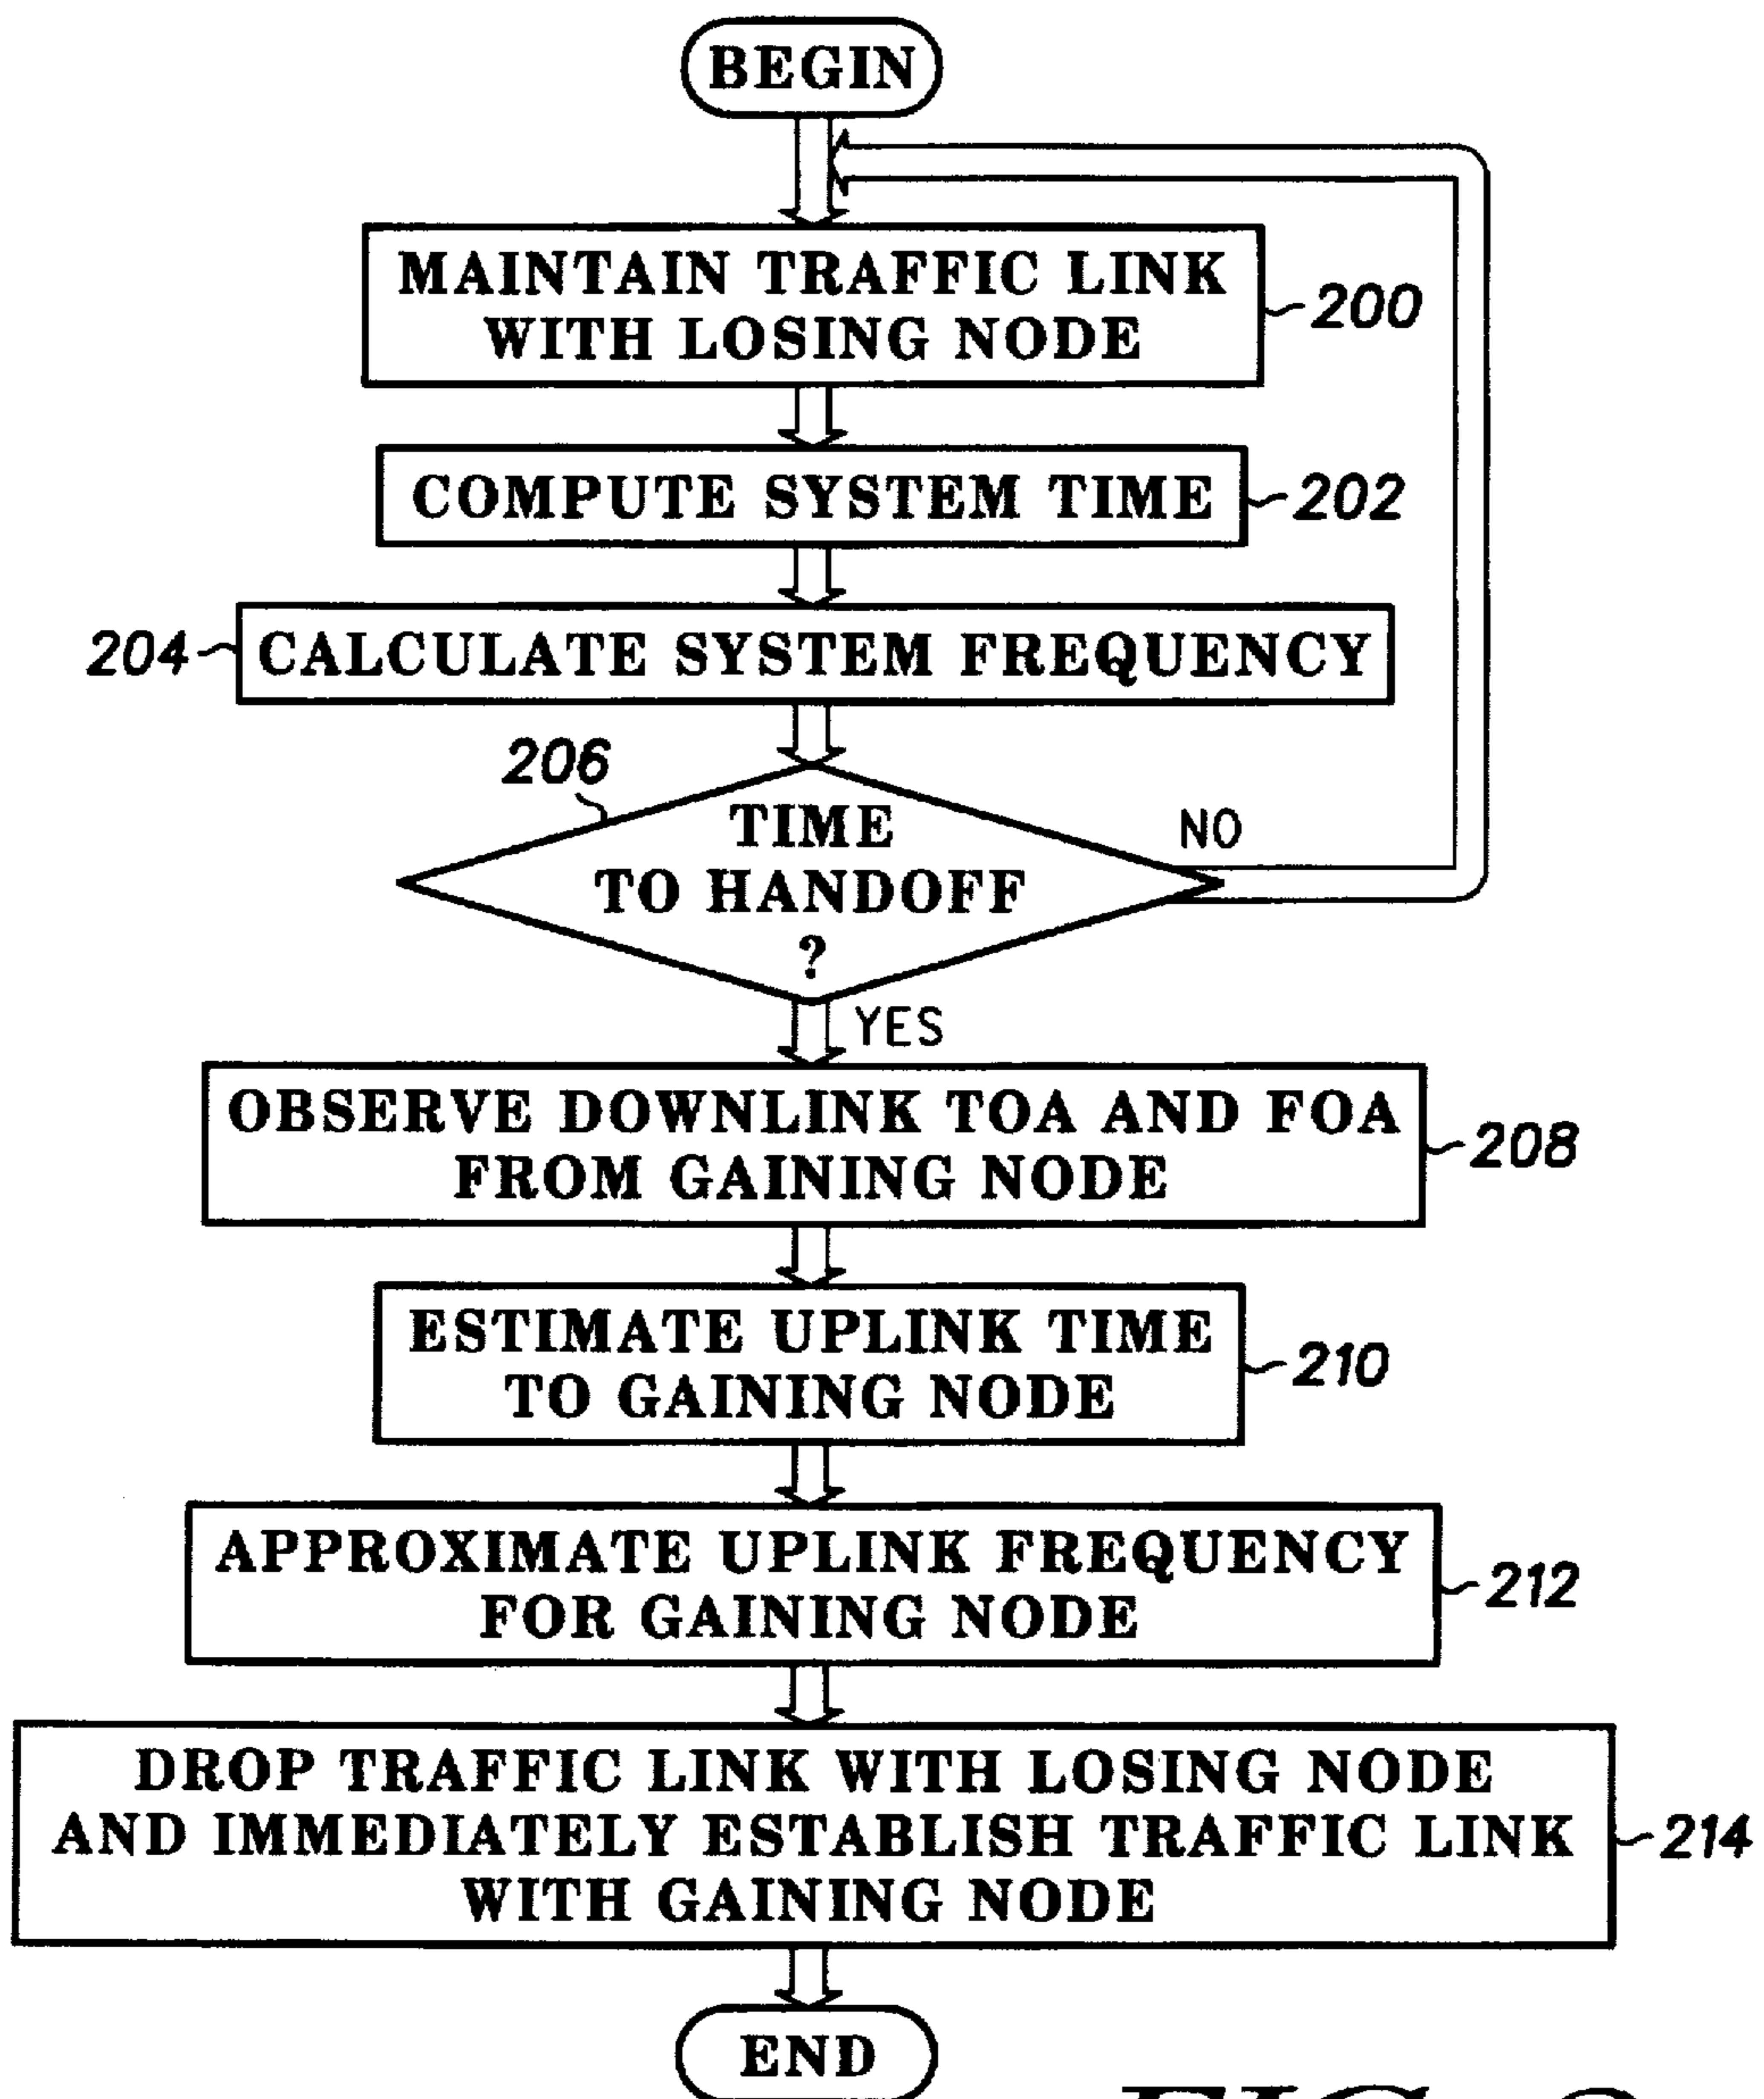 BEGIN
MAINTAIN TRAFFIC LINK
WITH LOSING NODE
200
COMPUTE SYSTEM TIME
202
204
CALCULATE SYSTEM FREQUENCY
206
TIME
TO HANDOFF
?
NO
YES
OBSERVE DOWNLINK TOA AND FOA
FROM GAINING NODE
208
ESTIMATE UPLINK TIME
TO GAINING NODE
210
APPROXIMATE UPLINK FREQUENCY
FOR GAINING NODE
212
DROP TRAFFIC LINK WITH LOSING NODE
AND IMMEDIATELY ESTABLISH TRAFFIC LINK
WITH GAINING NODE
214
END